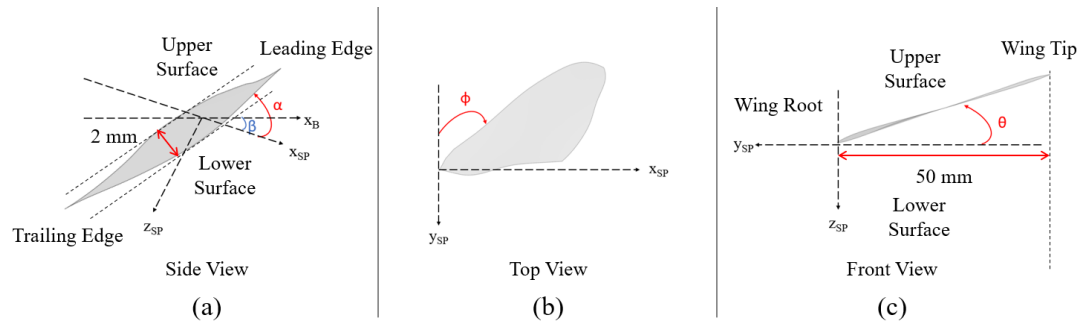 Upper
Surface
Leading Edge
α
β
x_B
x_SP
2 mm
Lower
Surface
z_SP
Trailing Edge
Side View
(a)
ϕ
x_SP
y_SP
Top View
(b)
Wing Tip
Upper
Surface
Wing Root
θ
y_SP
50 mm
Lower
Surface
z_SP
Front View
(c)